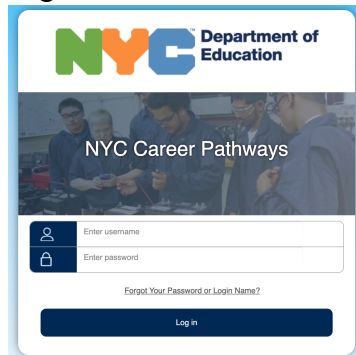 NYC Department of
Education
NYC Career Pathways
Enter username
Enter password
Forgot Your Password or Login Name?
Log in